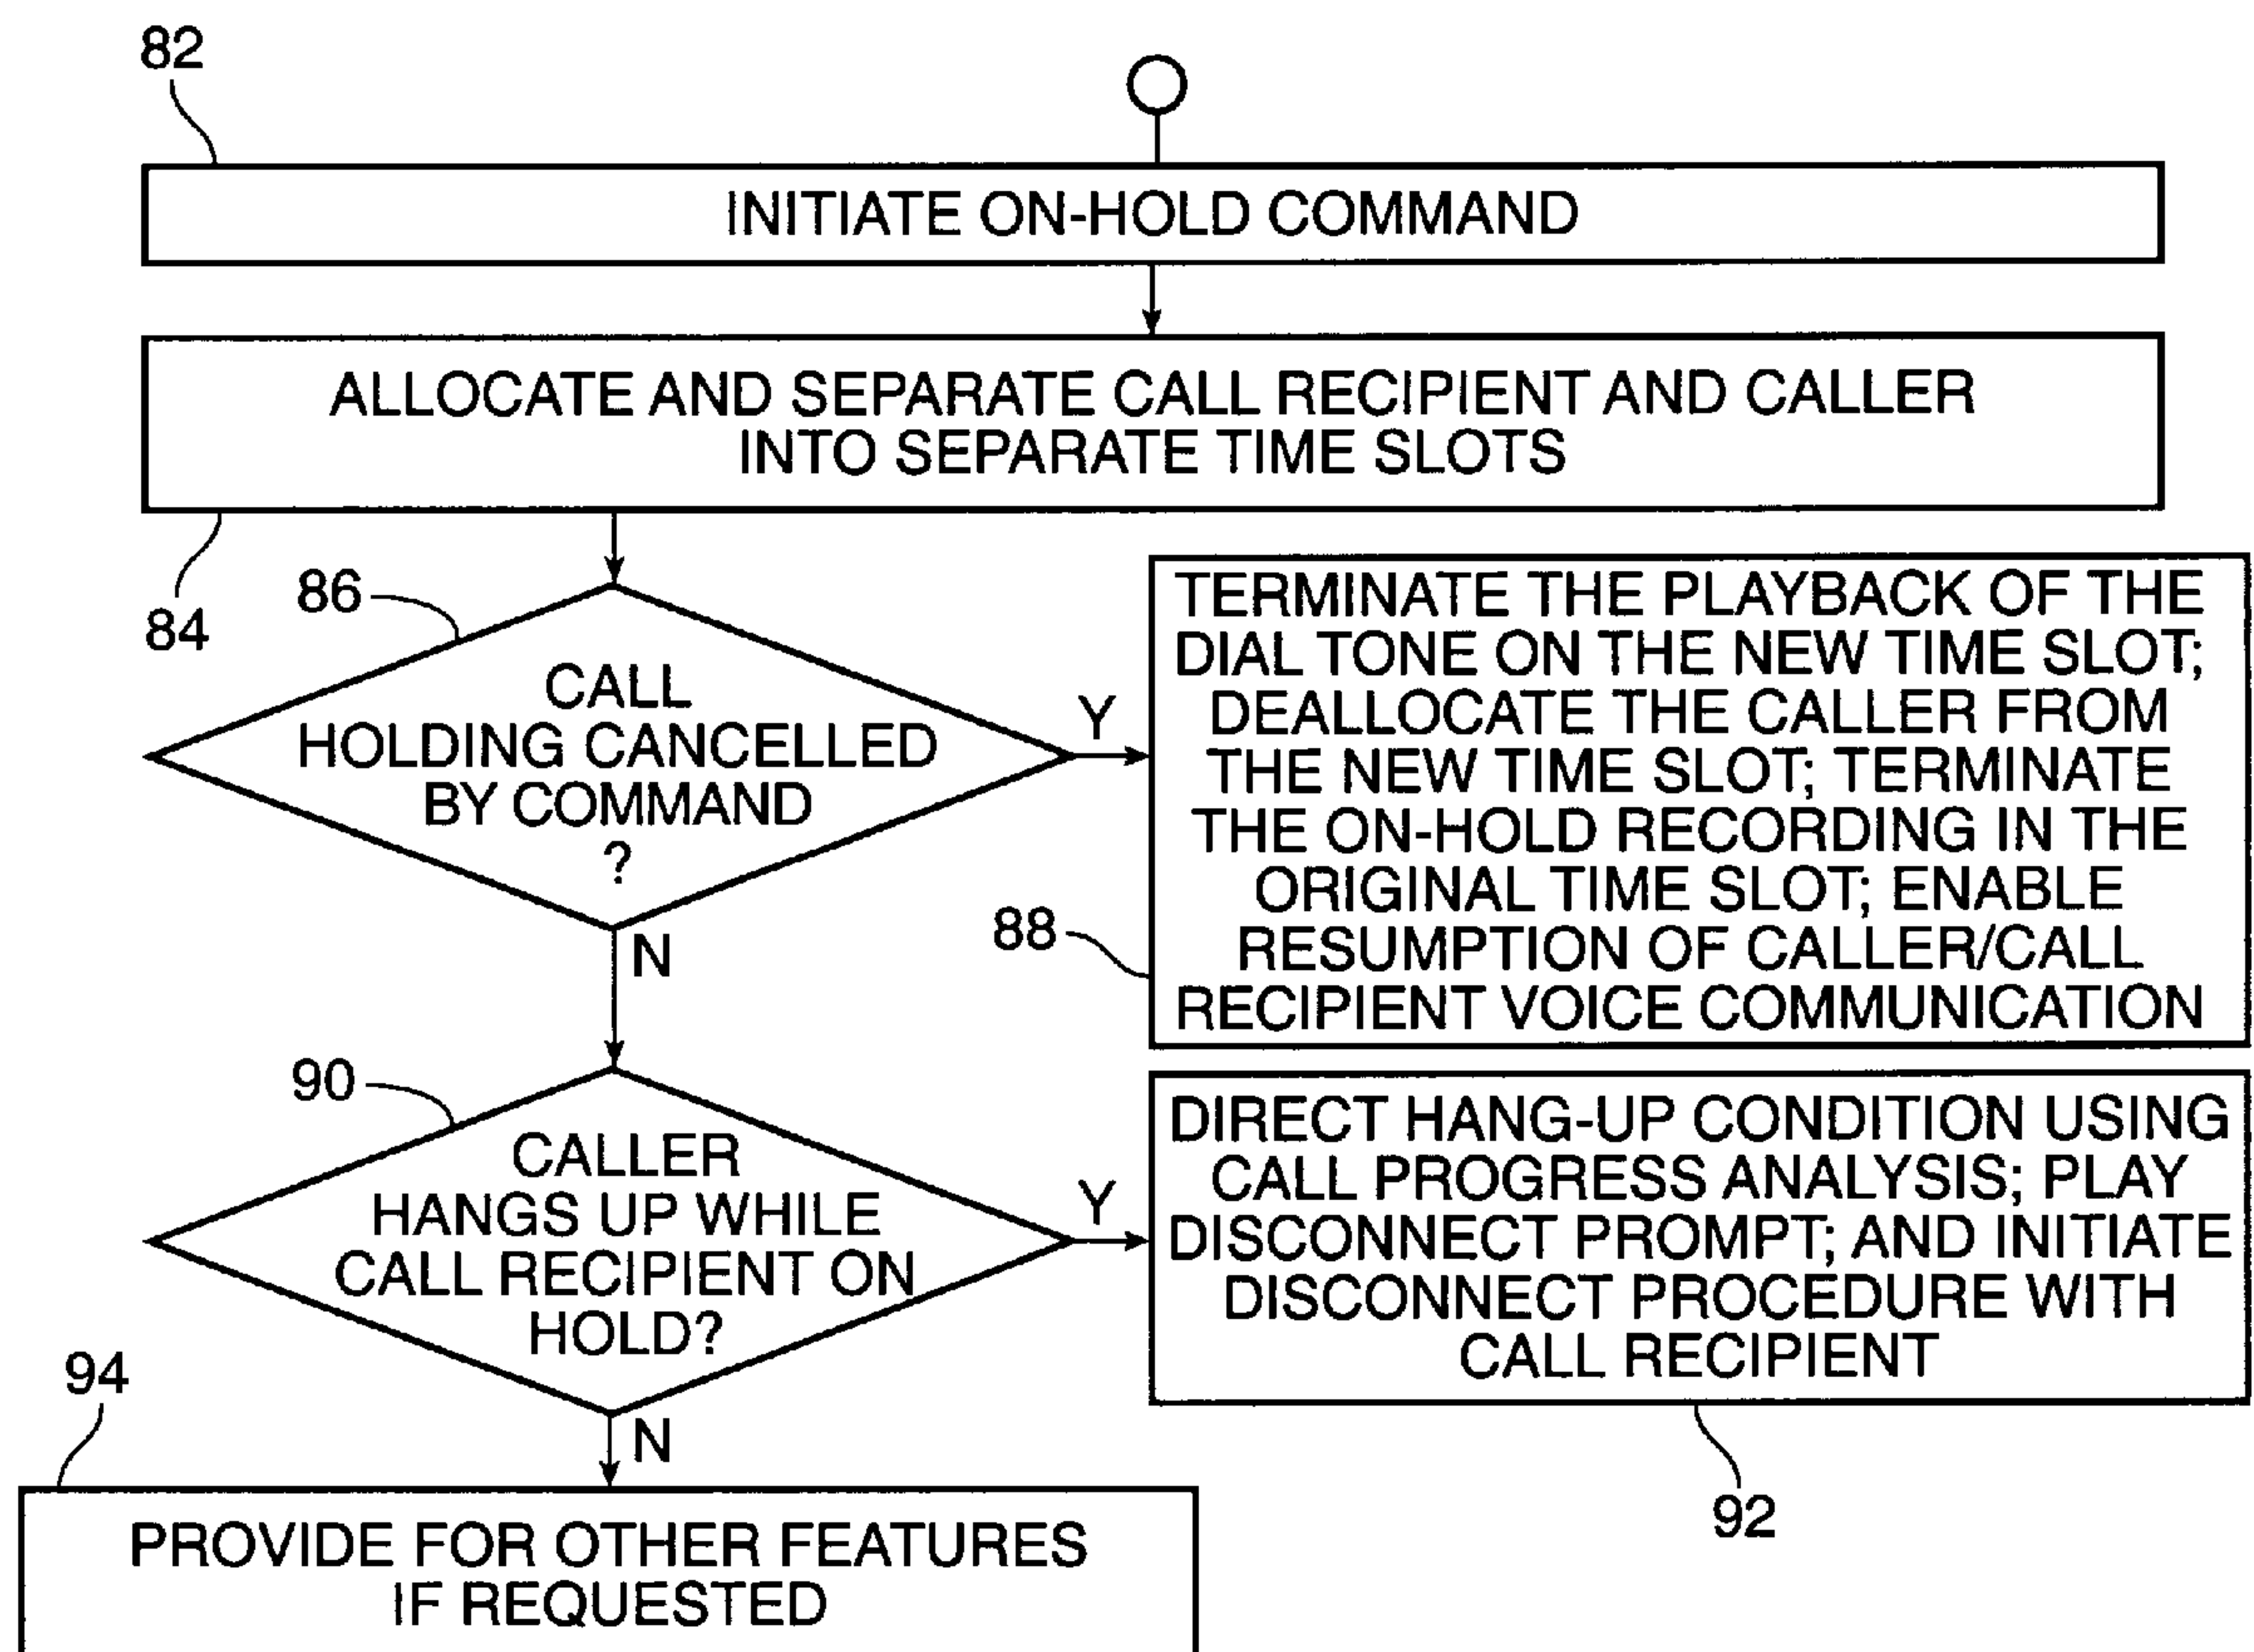 82
INITIATE ON-HOLD COMMAND
ALLOCATE AND SEPARATE CALL RECIPIENT AND CALLER
INTO SEPARATE TIME SLOTS
84
86
CALL
HOLDING CANCELLED
BY COMMAND
?
Y
N
TERMINATE THE PLAYBACK OF THE
DIAL TONE ON THE NEW TIME SLOT;
DEALLOCATE THE CALLER FROM
THE NEW TIME SLOT; TERMINATE
THE ON-HOLD RECORDING IN THE
ORIGINAL TIME SLOT; ENABLE
RESUMPTION OF CALLER/CALL
RECIPIENT VOICE COMMUNICATION
88
90
CALLER
HANGS UP WHILE
CALL RECIPIENT ON
HOLD?
Y
N
DIRECT HANG-UP CONDITION USING
CALL PROGRESS ANALYSIS; PLAY
DISCONNECT PROMPT; AND INITIATE
DISCONNECT PROCEDURE WITH
CALL RECIPIENT
92
94
PROVIDE FOR OTHER FEATURES
IF REQUESTED